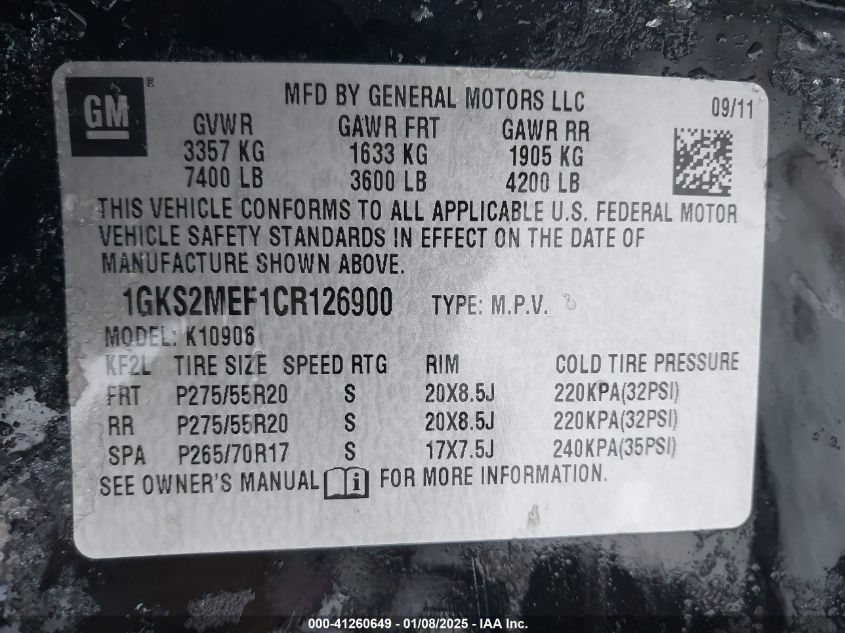 GM ®
MFD BY GENERAL MOTORS LLC 09/11
GVWR GAWR FRT GAWR RR
3357 KG 1633 KG 1905 KG
7400 LB 3600 LB 4200 LB
THIS VEHICLE CONFORMS TO ALL APPLICABLE U.S. FEDERAL MOTOR
VEHICLE SAFETY STANDARDS IN EFFECT ON THE DATE OF
MANUFACTURE SHOWN ABOVE.
1GKS2MEF1CR126900 TYPE: M.P.V.
MODEL: K10906
KF2L TIRE SIZE SPEED RTG RIM COLD TIRE PRESSURE
FRT P275/55R20 S 20X8.5J 220KPA(32PSI)
RR P275/55R20 S 20X8.5J 220KPA(32PSI)
SPA P265/70R17 S 17X7.5J 240KPA(35PSI)
SEE OWNER'S MANUAL i FOR MORE INFORMATION.
000-41260649 - 01/08/2025 - IAA Inc.